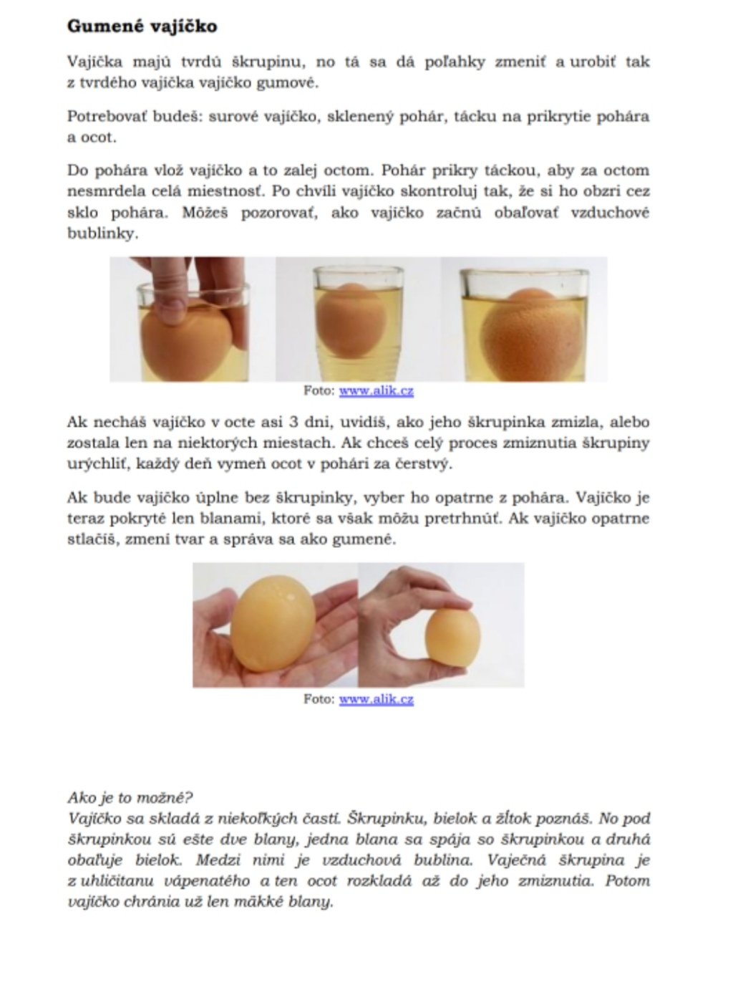 Gumené vajíčko
Vajíčka majú tvrdú škrupinu, no tá sa dá poľahky zmeniť a urobiť tak
z tvrdého vajíčka vajíčko gumové.
Potrebovať budeš: surové vajíčko, sklenený pohár, tácku na prikrytie pohára
a ocot.
Do pohára vlož vajíčko a to zalej octom. Pohár prikry táckou, aby za octom
nesmrdela celá miestnosť. Po chvíli vajíčko skontroluj tak, že si ho obzri cez
sklo pohára. Môžeš pozorovať, ako vajíčko začnú obaľovať vzduchové
bublinky.
Foto: www.alik.cz
Ak necháš vajíčko v octe asi 3 dni, uvidíš, ako jeho škrupinka zmizla, alebo
zostala len na niektorých miestach. Ak chceš celý proces zmiznutia škrupiny
urýchliť, každý deň vymeň ocot v pohári za čerstvý.
Ak bude vajíčko úplne bez škrupinky, vyber ho opatrne z pohára. Vajíčko je
teraz pokryté len blanami, ktoré sa však môžu pretrhnúť. Ak vajíčko opatrne
stlačíš, zmení tvar a správa sa ako gumené.
Foto: www.alik.cz
Ako je to možné?
Vajíčko sa skladá z niekoľkých častí. Škrupinku, bielok a žĺtok poznáš. No pod
škrupinkou sú ešte dve blany, jedna blana sa spája so škrupinkou a druhá
obaľuje bielok. Medzi nimi je vzduchová bublina. Vaječná škrupina je
z uhličitanu vápenatého a ten ocot rozkladá až do jeho zmiznutia. Potom
vajíčko chránia už len mäkké blany.